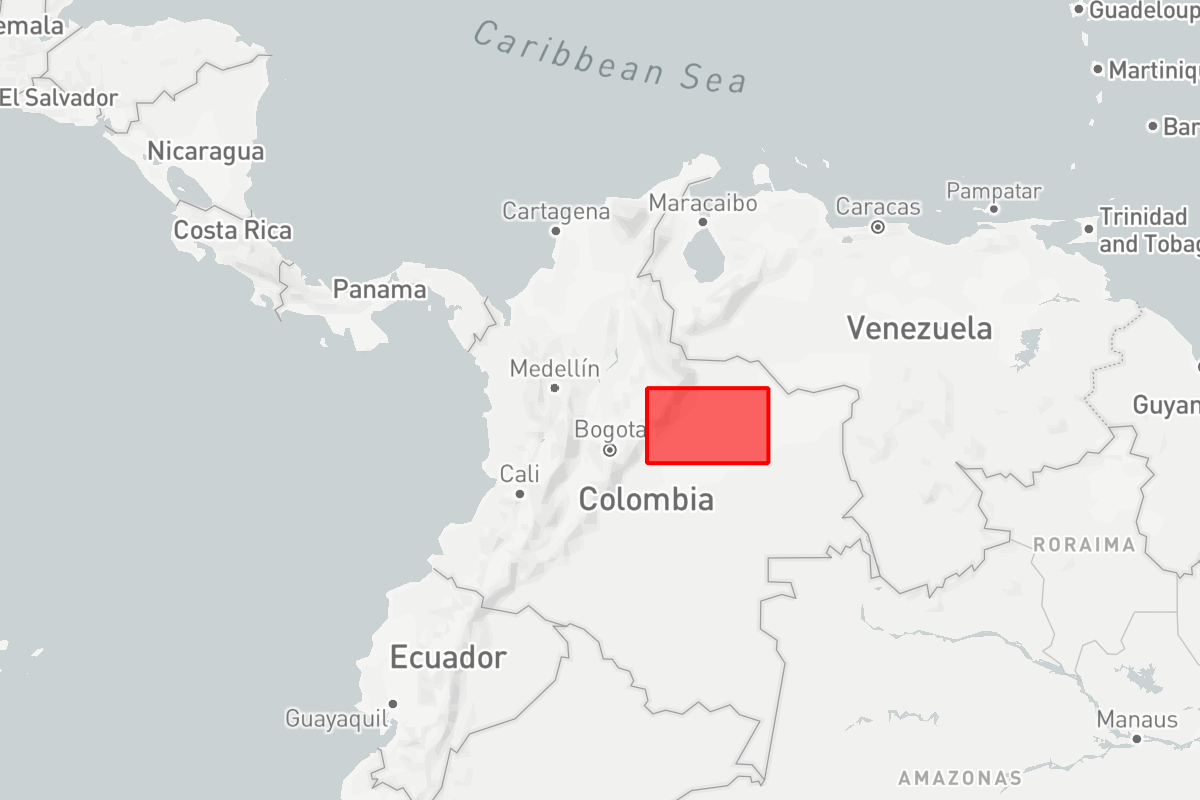 Guadeloup
emala
Caribbean Sea
Martiniqu
El Salvador
Bar
Nicaragua
Pampatar
Maracaibo
Cartagena
Caracas
Trinidad
and Tobag
Costa Rica
Panama
Venezuela
Medellín
Guyan
Bogota
Cali
Colombia
RORAIMA
Ecuador
Guayaquil
Manaus
AMAZONAS